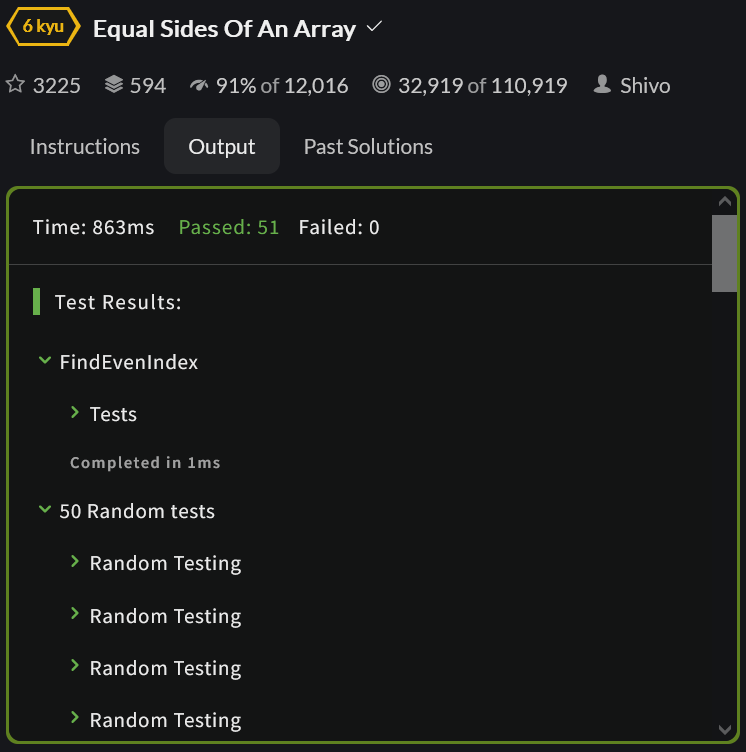 6 kyu Equal Sides Of An Array
3225 594 91% of 12,016 32,919 of 110,919 Shivo
Instructions Output Past Solutions
Time: 863ms Passed: 51 Failed: 0
Test Results:
FindEvenIndex
Tests
Completed in 1ms
50 Random tests
Random Testing
Random Testing
Random Testing
Random Testing